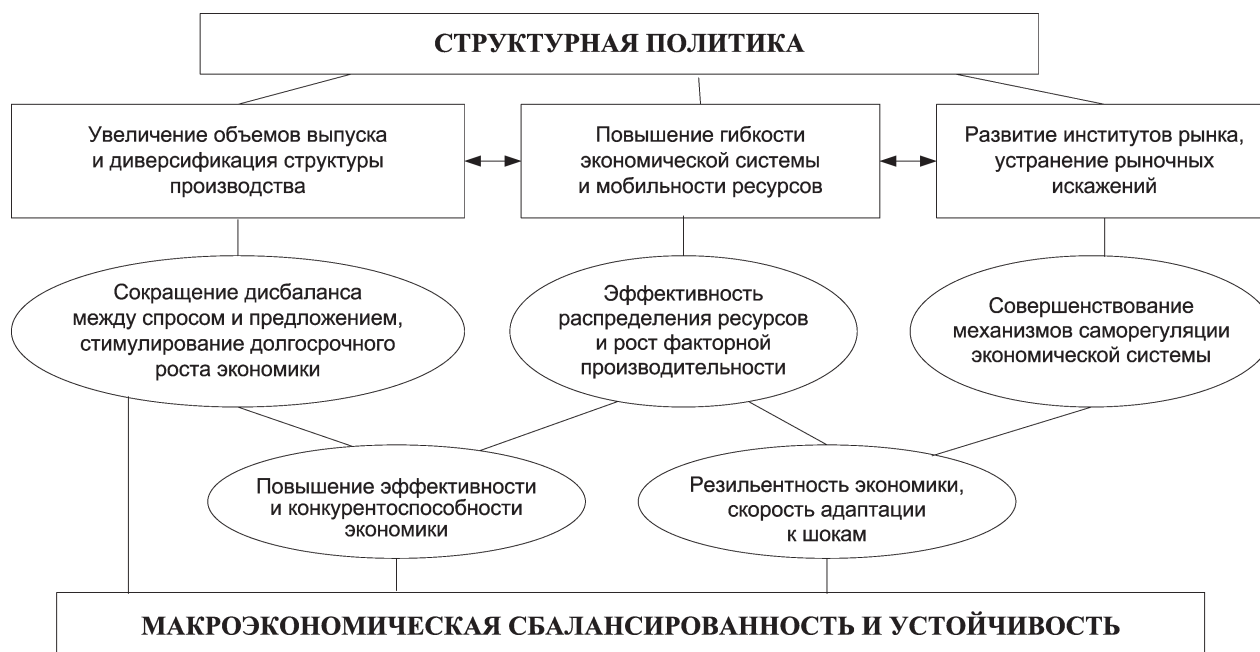 СТРУКТУРНАЯ ПОЛИТИКА
Увеличение объемов выпуска
и диверсификация структуры
производства
Повышение гибкости
экономической системы
и мобильности ресурсов
Развитие институтов рынка,
устранение рыночных
искажений
Сокращение дисбаланса
между спросом и предложением,
стимулирование долгосрочного
роста экономики
Эффективность
распределения ресурсов
и рост факторной
производительности
Совершенствование
механизмов саморегуляции
экономической системы
Повышение эффективности
и конкурентоспособности
экономики
Резильентность экономики,
скорость адаптации
к шокам
МАКРОЭКОНОМИЧЕСКАЯ СБАЛАНСИРОВАННОСТЬ И УСТОЙЧИВОСТЬ